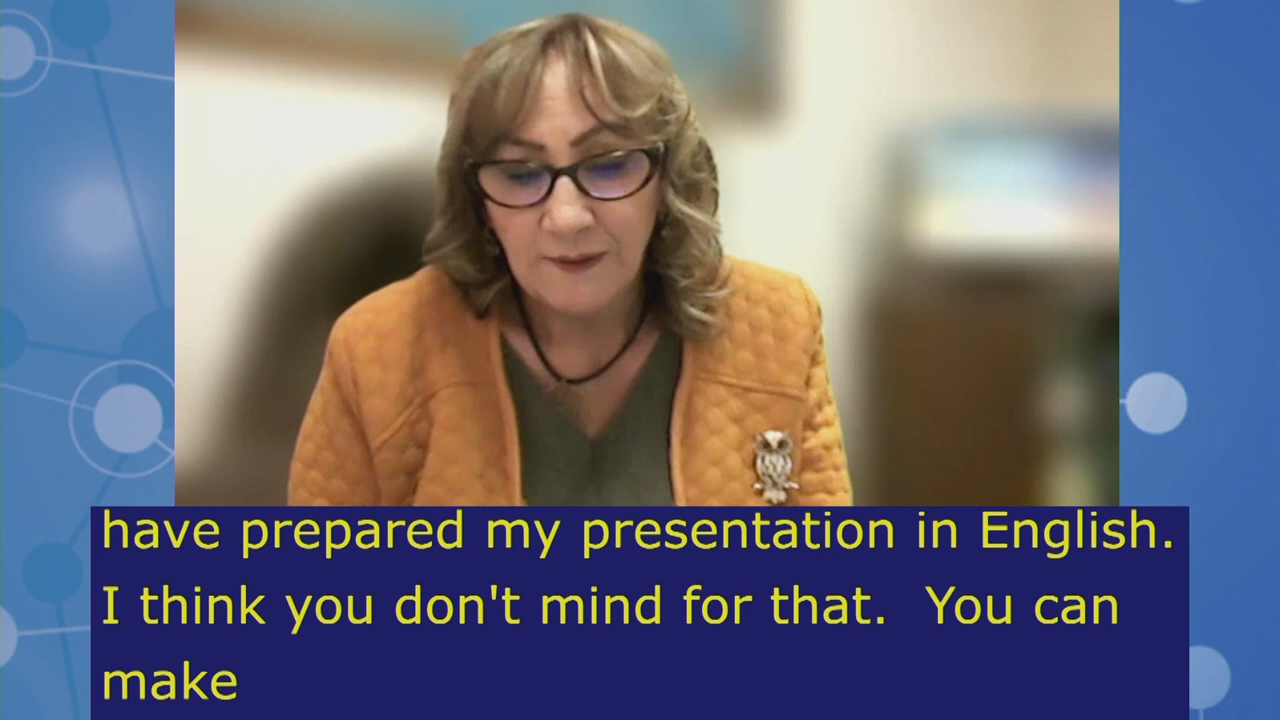 have prepared my presentation in English.
I think you don't mind for that.  You can
make